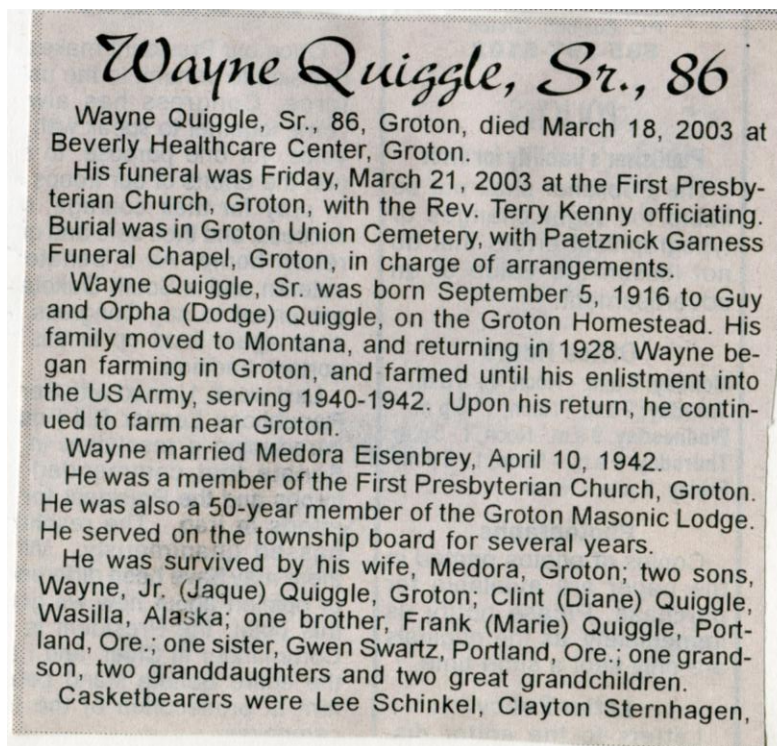 Wayne Quiggle, Sr., 86
Wayne Quiggle, Sr., 86, Groton, died March 18, 2003 at
Beverly Healthcare Center, Groton.
His funeral was Friday, March 21, 2003 at the First Presby-
terian Church, Groton, with the Rev. Terry Kenny officiating.
Burial was in Groton Union Cemetery, with Paetznick Garness
Funeral Chapel, Groton, in charge of arrangements.
Wayne Quiggle, Sr. was born September 5, 1916 to Guy
and Orpha (Dodge) Quiggle, on the Groton Homestead. His
family moved to Montana, and returning in 1928. Wayne be-
gan farming in Groton, and farmed until his enlistment into
the US Army, serving 1940-1942. Upon his return, he contin-
ued to farm near Groton.
Wayne married Medora Eisenbrey, April 10, 1942.
He was a member of the First Presbyterian Church, Groton.
He was also a 50-year member of the Groton Masonic Lodge.
He served on the township board for several years.
He was survived by his wife, Medora, Groton; two sons,
Wayne, Jr. (Jaque) Quiggle, Groton; Clint (Diane) Quiggle,
Wasilla, Alaska; one brother, Frank (Marie) Quiggle, Port-
land, Ore.; one sister, Gwen Swartz, Portland, Ore.; one grand-
son, two granddaughters and two great grandchildren.
Casketbearers were Lee Schinkel, Clayton Sternhagen,